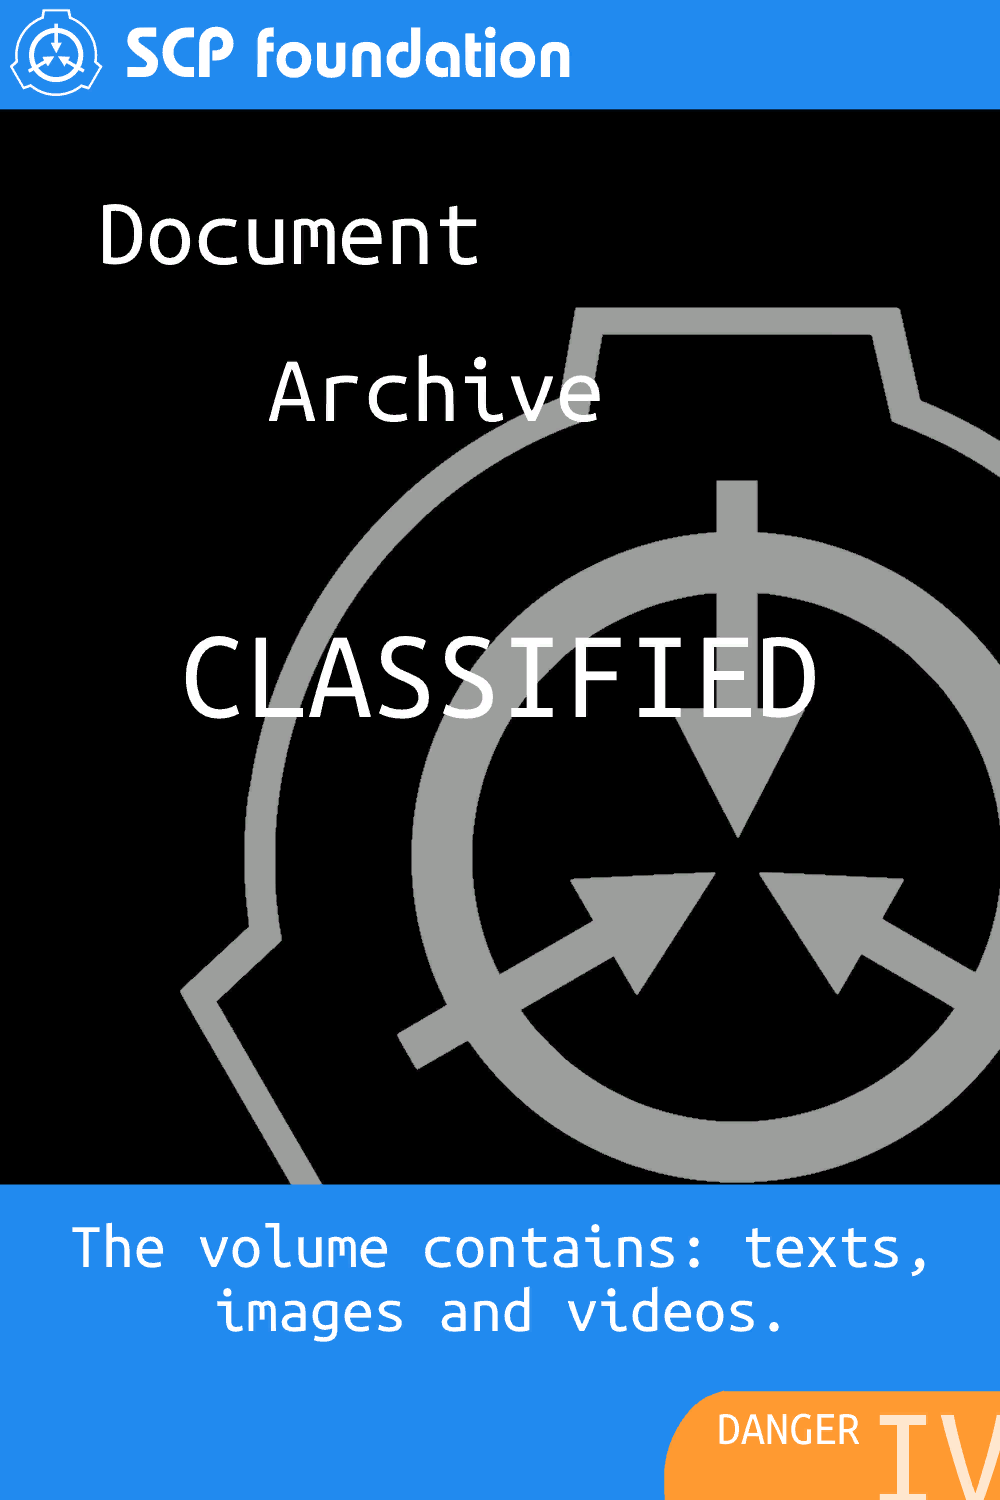 SCP foundation
Document
Archive
CLASSIFIED
The volume contains: texts,
images and videos.
DANGER IV